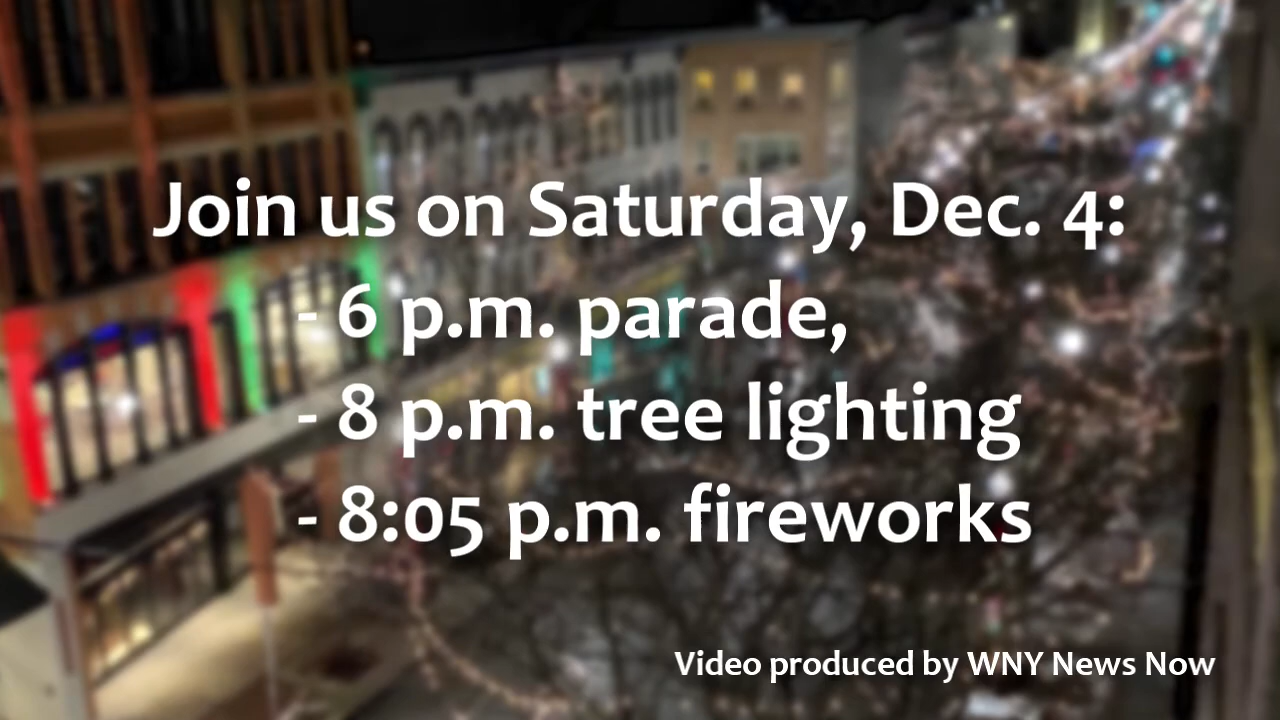 Join us on Saturday, Dec. 4:
- 6 p.m. parade,
- 8 p.m. tree lighting
- 8:05 p.m. fireworks
Video produced by WNY News Now